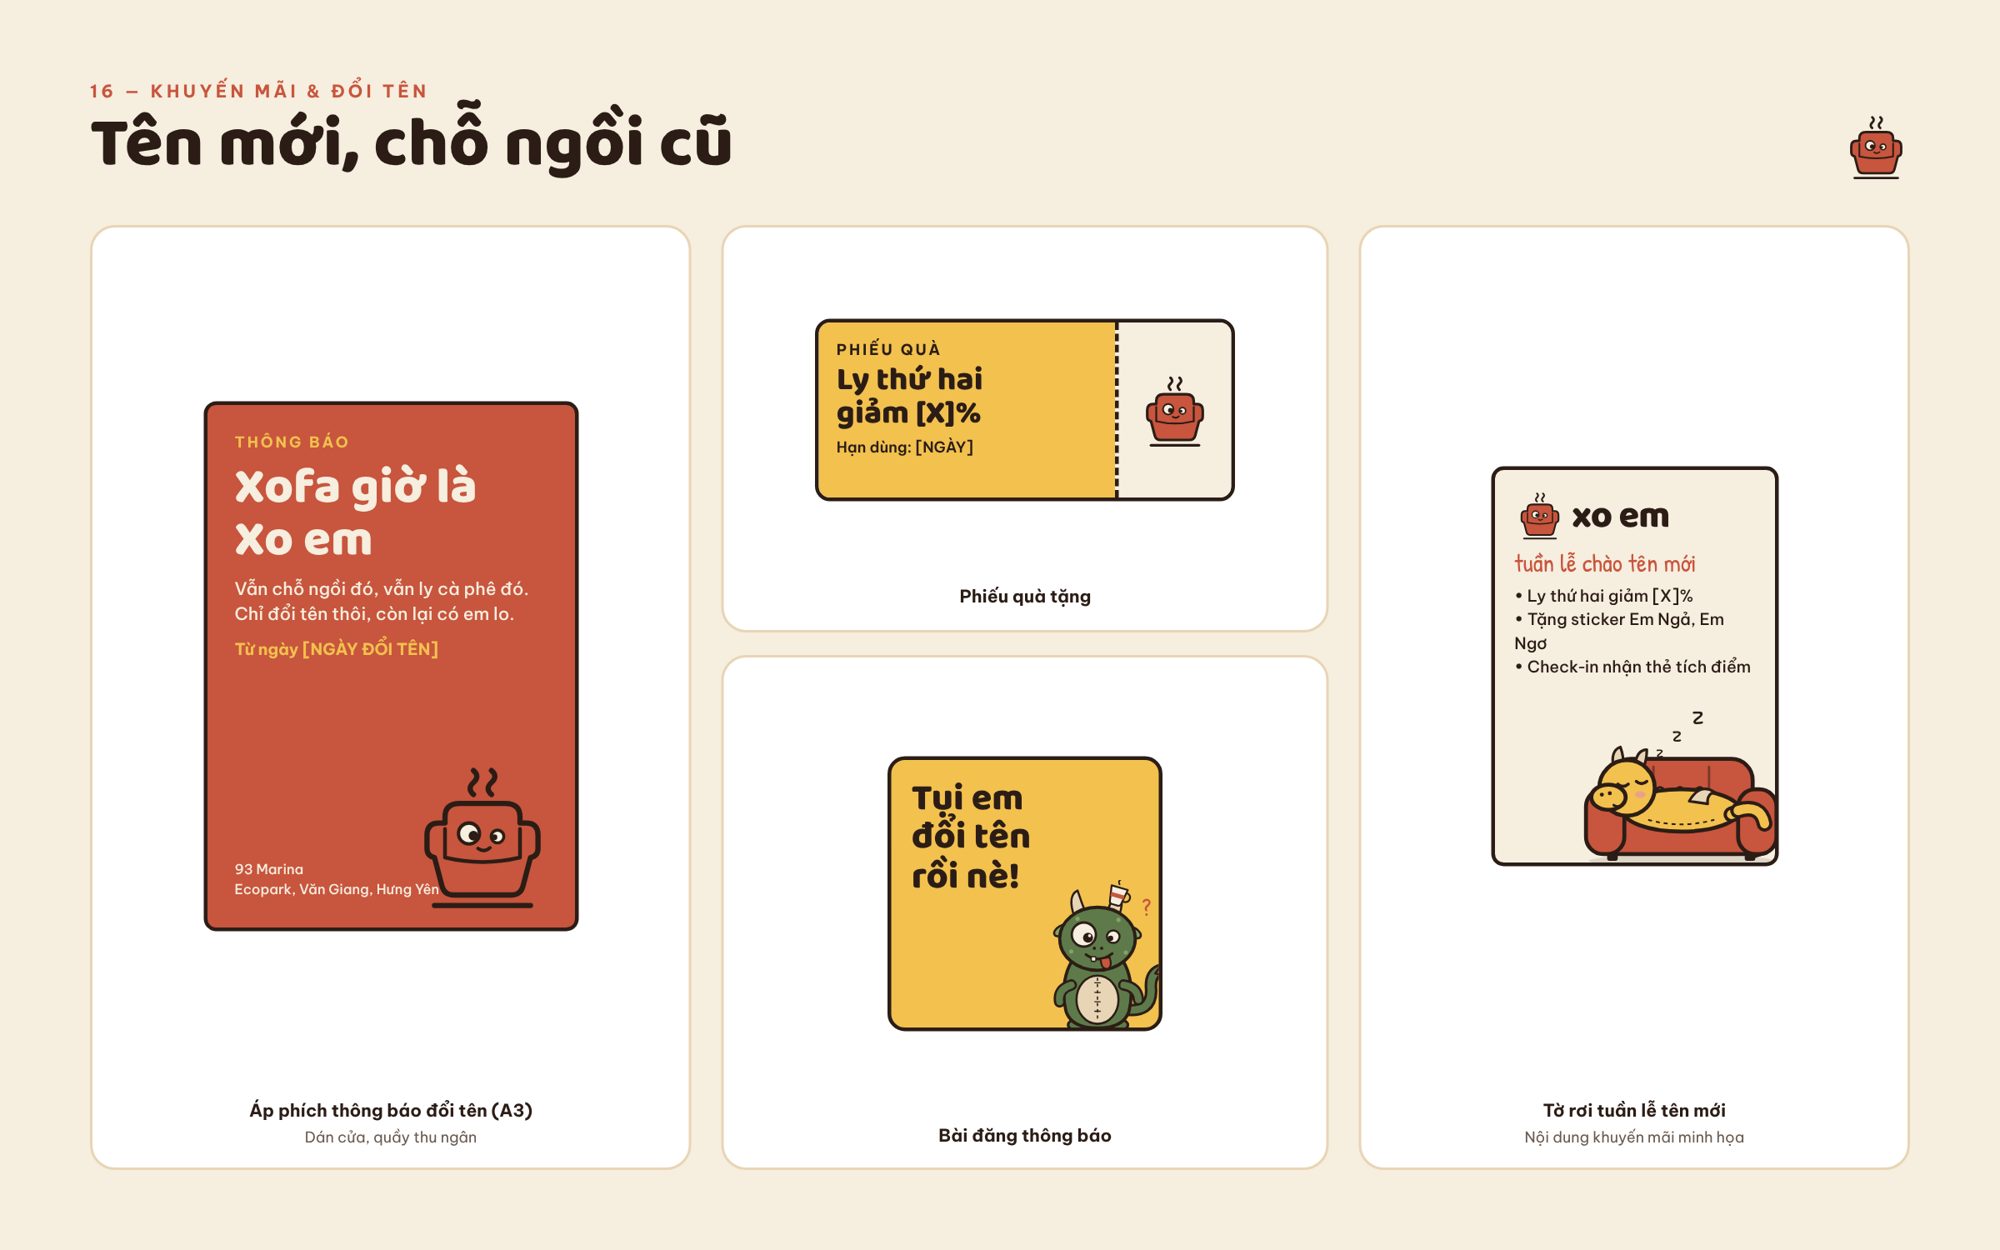 16 — KHUYẾN MÃI & ĐỔI TÊN
Tên mới, chỗ ngồi cũ
THÔNG BÁO
Xofa giờ là
Xo em
Vẫn chỗ ngồi đó, vẫn ly cà phê đó.
Chỉ đổi tên thôi, còn lại có em lo.
Từ ngày [NGÀY ĐỔI TÊN]
93 Marina
Ecopark, Văn Giang, Hưng Yên
Áp phích thông báo đổi tên (A3)
Dán cửa, quầy thu ngân
PHIẾU QUÀ
Ly thứ hai
giảm [X]%
Hạn dùng: [NGÀY]
Phiếu quà tặng
Tụi em
đổi tên
rồi nè!
?
Bài đăng thông báo
xo em
tuần lễ chào tên mới
• Ly thứ hai giảm [X]%
• Tặng sticker Em Ngả, Em
Ngơ
• Check-in nhận thẻ tích điểm
z
z
z
Tờ rơi tuần lễ tên mới
Nội dung khuyến mãi minh họa